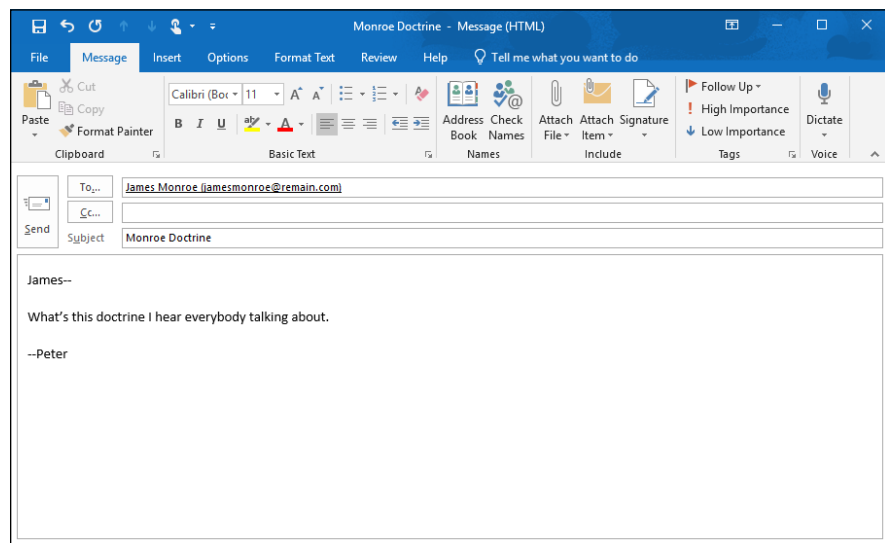 Monroe Doctrine - Message (HTML)
File Message Insert Options Format Text Review Help Tell me what you want to do
Paste
Cut
Copy
Format Painter
Clipboard
Calibri (Boc 11
B I U
Basic Text
Address Book
Check Names
Names
Attach File
Attach Item
Signature
Include
Follow Up
High Importance
Low Importance
Tags
Dictate
Voice
Send
To... James Monroe (jamesmonroe@remain.com)
Cc...
Subject Monroe Doctrine
James--
What's this doctrine I hear everybody talking about.
--Peter